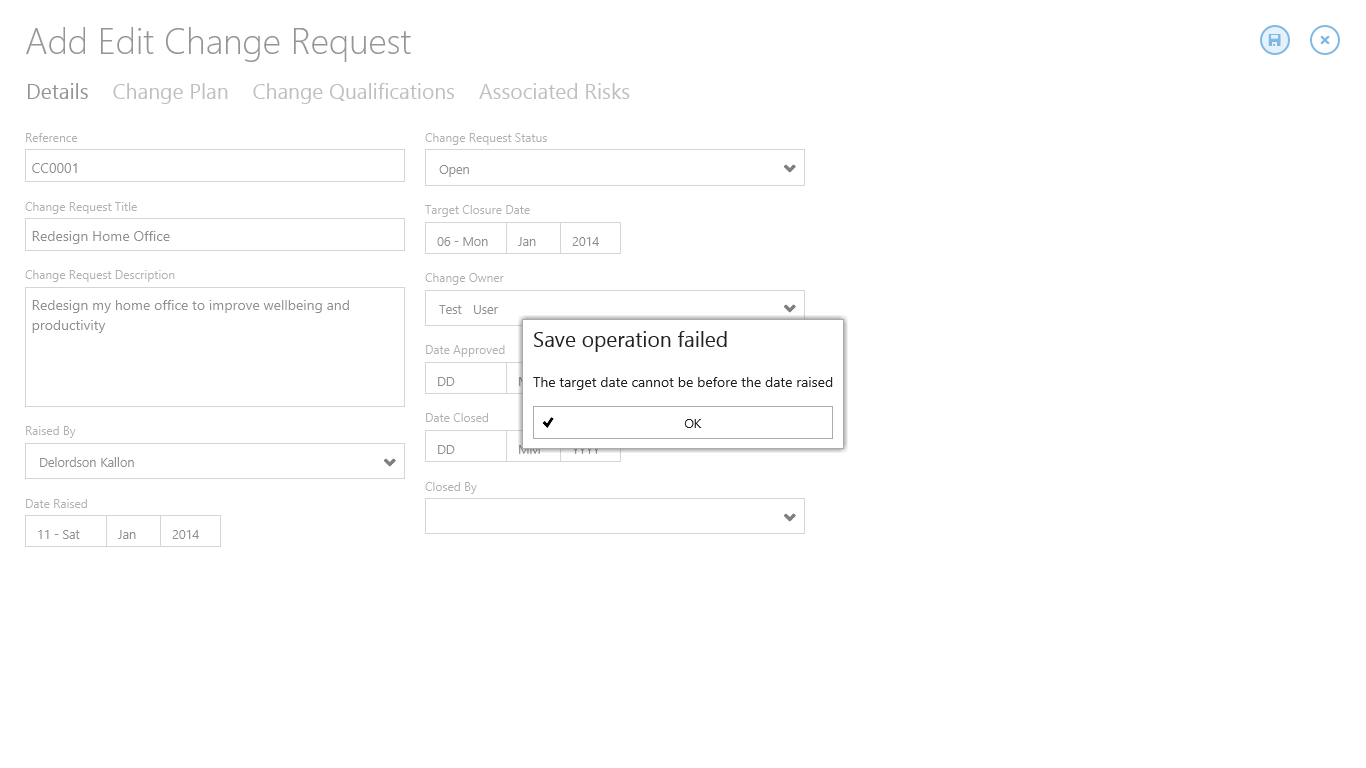 Add Edit Change Request
Details
Change Plan
Change Qualifications
Associated Risks
Reference
CC0001
Change Request Title
Redesign Home Office
Change Request Description
Redesign my home office to improve wellbeing and
productivity
Raised By
Delordson Kallon
Date Raised
11 - Sat
Jan
2014
Change Request Status
Open
Target Closure Date
06 - Mon
Jan
2014
Change Owner
Test User
Date Approved
DD
Date Closed
DD
MM
YYYY
Closed By
Save operation failed
The target date cannot be before the date raised
OK